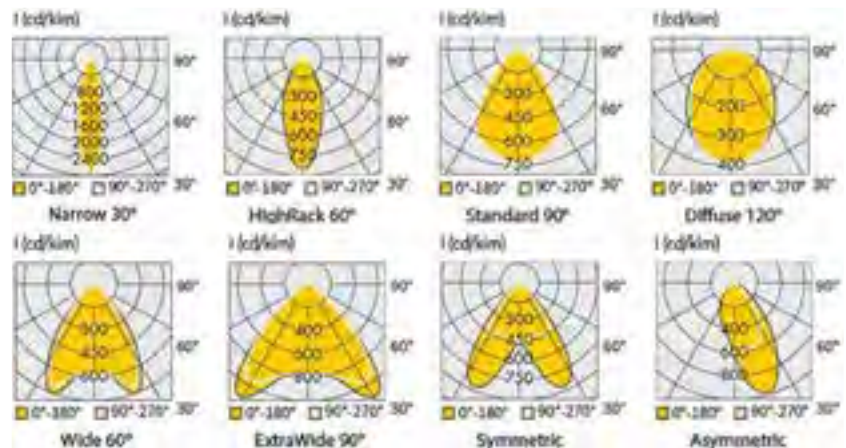 I (cd/klm) I (cd/klm) I (cd/klm) I (cd/klm)
90° 90° 90° 90°
800 300 300 200
1200 450 450 300
1600 600 600 400
2000 750 750
2400
60° 60° 60° 60°
30° 30° 30° 30°
0°-180° 90°-270° 0°-180° 90°-270° 0°-180° 90°-270° 0°-180° 90°-270°
Narrow 30° HighRack 60° Standard 90° Diffuse 120°
I (cd/klm) I (cd/klm) I (cd/klm) I (cd/klm)
90° 90° 90° 90°
300 400 300 400
450 600 450 600
600 800 600 800
750
60° 60° 60° 60°
30° 30° 30° 30°
0°-180° 90°-270° 0°-180° 90°-270° 0°-180° 90°-270° 0°-180° 90°-270°
Wide 60° ExtraWide 90° Symmetric Asymmetric